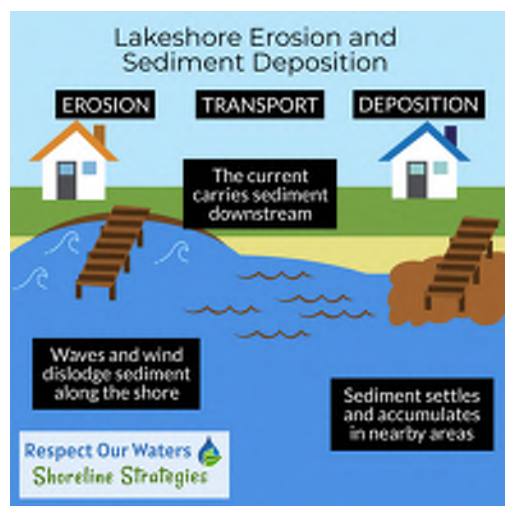 Lakeshore Erosion and
Sediment Deposition
EROSION
TRANSPORT
DEPOSITION
The current
carries sediment
downstream
Waves and wind
dislodge sediment
along the shore
Sediment settles
and accumulates
in nearby areas
Respect Our Waters
Shoreline Strategies